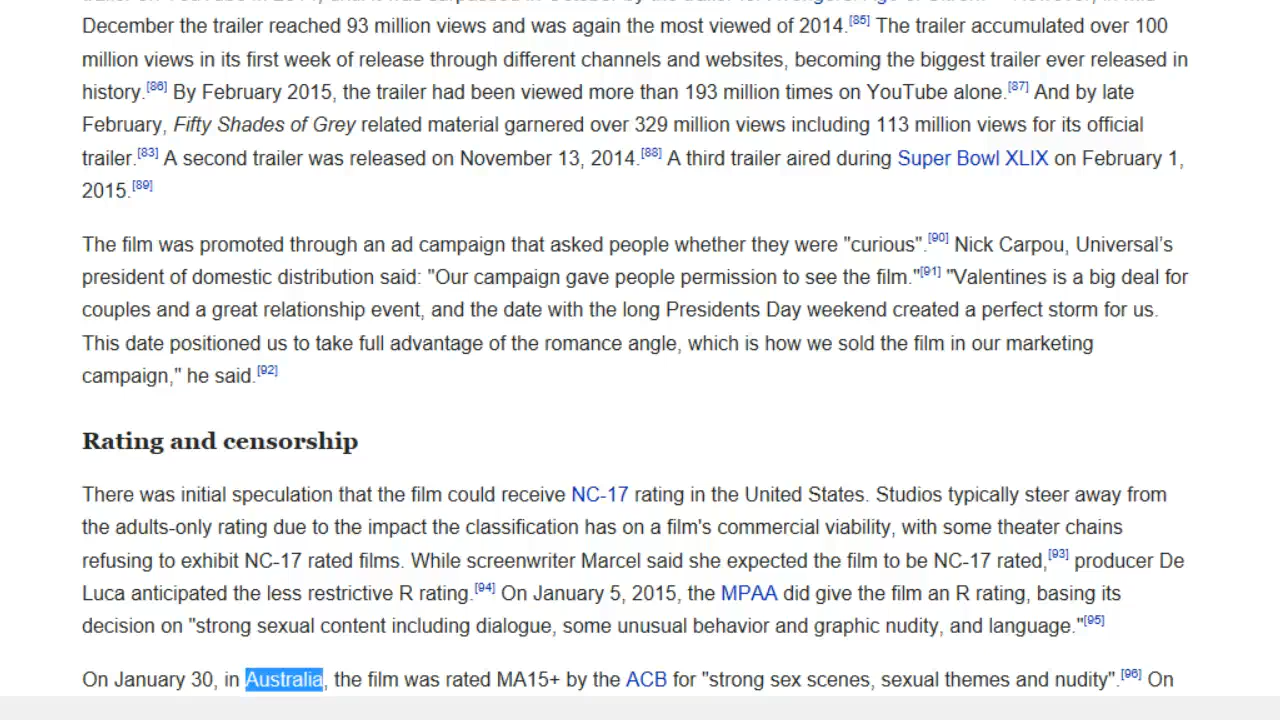 December the trailer reached 93 million views and was again the most viewed of 2014.[85] The trailer accumulated over 100
million views in its first week of release through different channels and websites, becoming the biggest trailer ever released in
history.[86] By February 2015, the trailer had been viewed more than 193 million times on YouTube alone.[87] And by late
February, Fifty Shades of Grey related material garnered over 329 million views including 113 million views for its official
trailer.[83] A second trailer was released on November 13, 2014.[88] A third trailer aired during Super Bowl XLIX on February 1,
2015.[89]
The film was promoted through an ad campaign that asked people whether they were "curious".[90] Nick Carpou, Universal’s
president of domestic distribution said: "Our campaign gave people permission to see the film."[91] "Valentines is a big deal for
couples and a great relationship event, and the date with the long Presidents Day weekend created a perfect storm for us.
This date positioned us to take full advantage of the romance angle, which is how we sold the film in our marketing
campaign," he said.[92]
Rating and censorship
There was initial speculation that the film could receive NC-17 rating in the United States. Studios typically steer away from
the adults-only rating due to the impact the classification has on a film's commercial viability, with some theater chains
refusing to exhibit NC-17 rated films. While screenwriter Marcel said she expected the film to be NC-17 rated,[93] producer De
Luca anticipated the less restrictive R rating.[94] On January 5, 2015, the MPAA did give the film an R rating, basing its
decision on "strong sexual content including dialogue, some unusual behavior and graphic nudity, and language."[95]
On January 30, in Australia, the film was rated MA15+ by the ACB for "strong sex scenes, sexual themes and nudity".[96] On